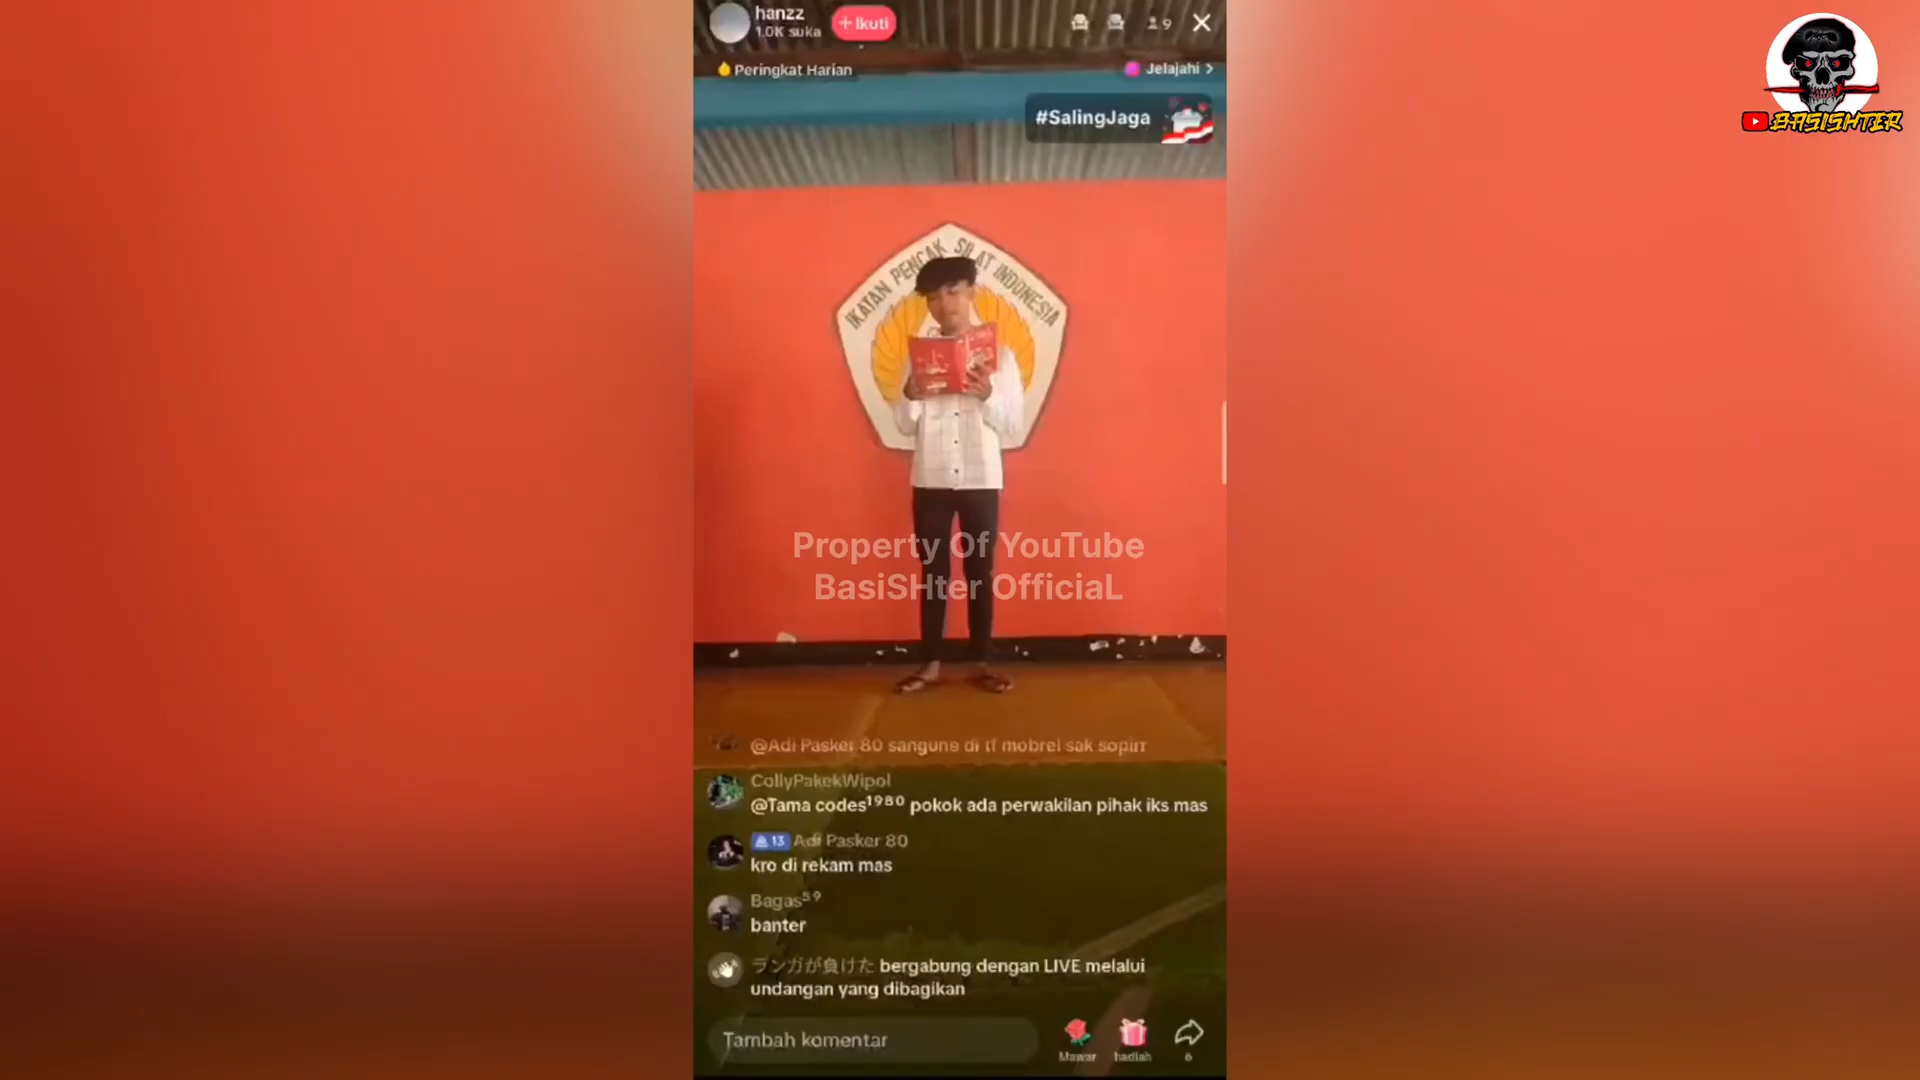 hanzz
1.0K suka
+ Ikuti
9
Peringkat Harian
Jelajahi >
#SalingJaga
IKATAN PENCAK SILAT INDONESIA
Property Of YouTube
BasiSHter OfficiaL
@Adi Pasker 80 sangune di tf mobrei sak sopirr
CollyPakekWipol
@Tama codes¹⁹⁸⁰ pokok ada perwakilan pihak iks mas
13 Adi Pasker 80
kro di rekam mas
Bagas⁵⁹
banter
ランガが負けた bergabung dengan LIVE melalui
undangan yang dibagikan
Tambah komentar
Mawar
hadiah
6
BASISHTER